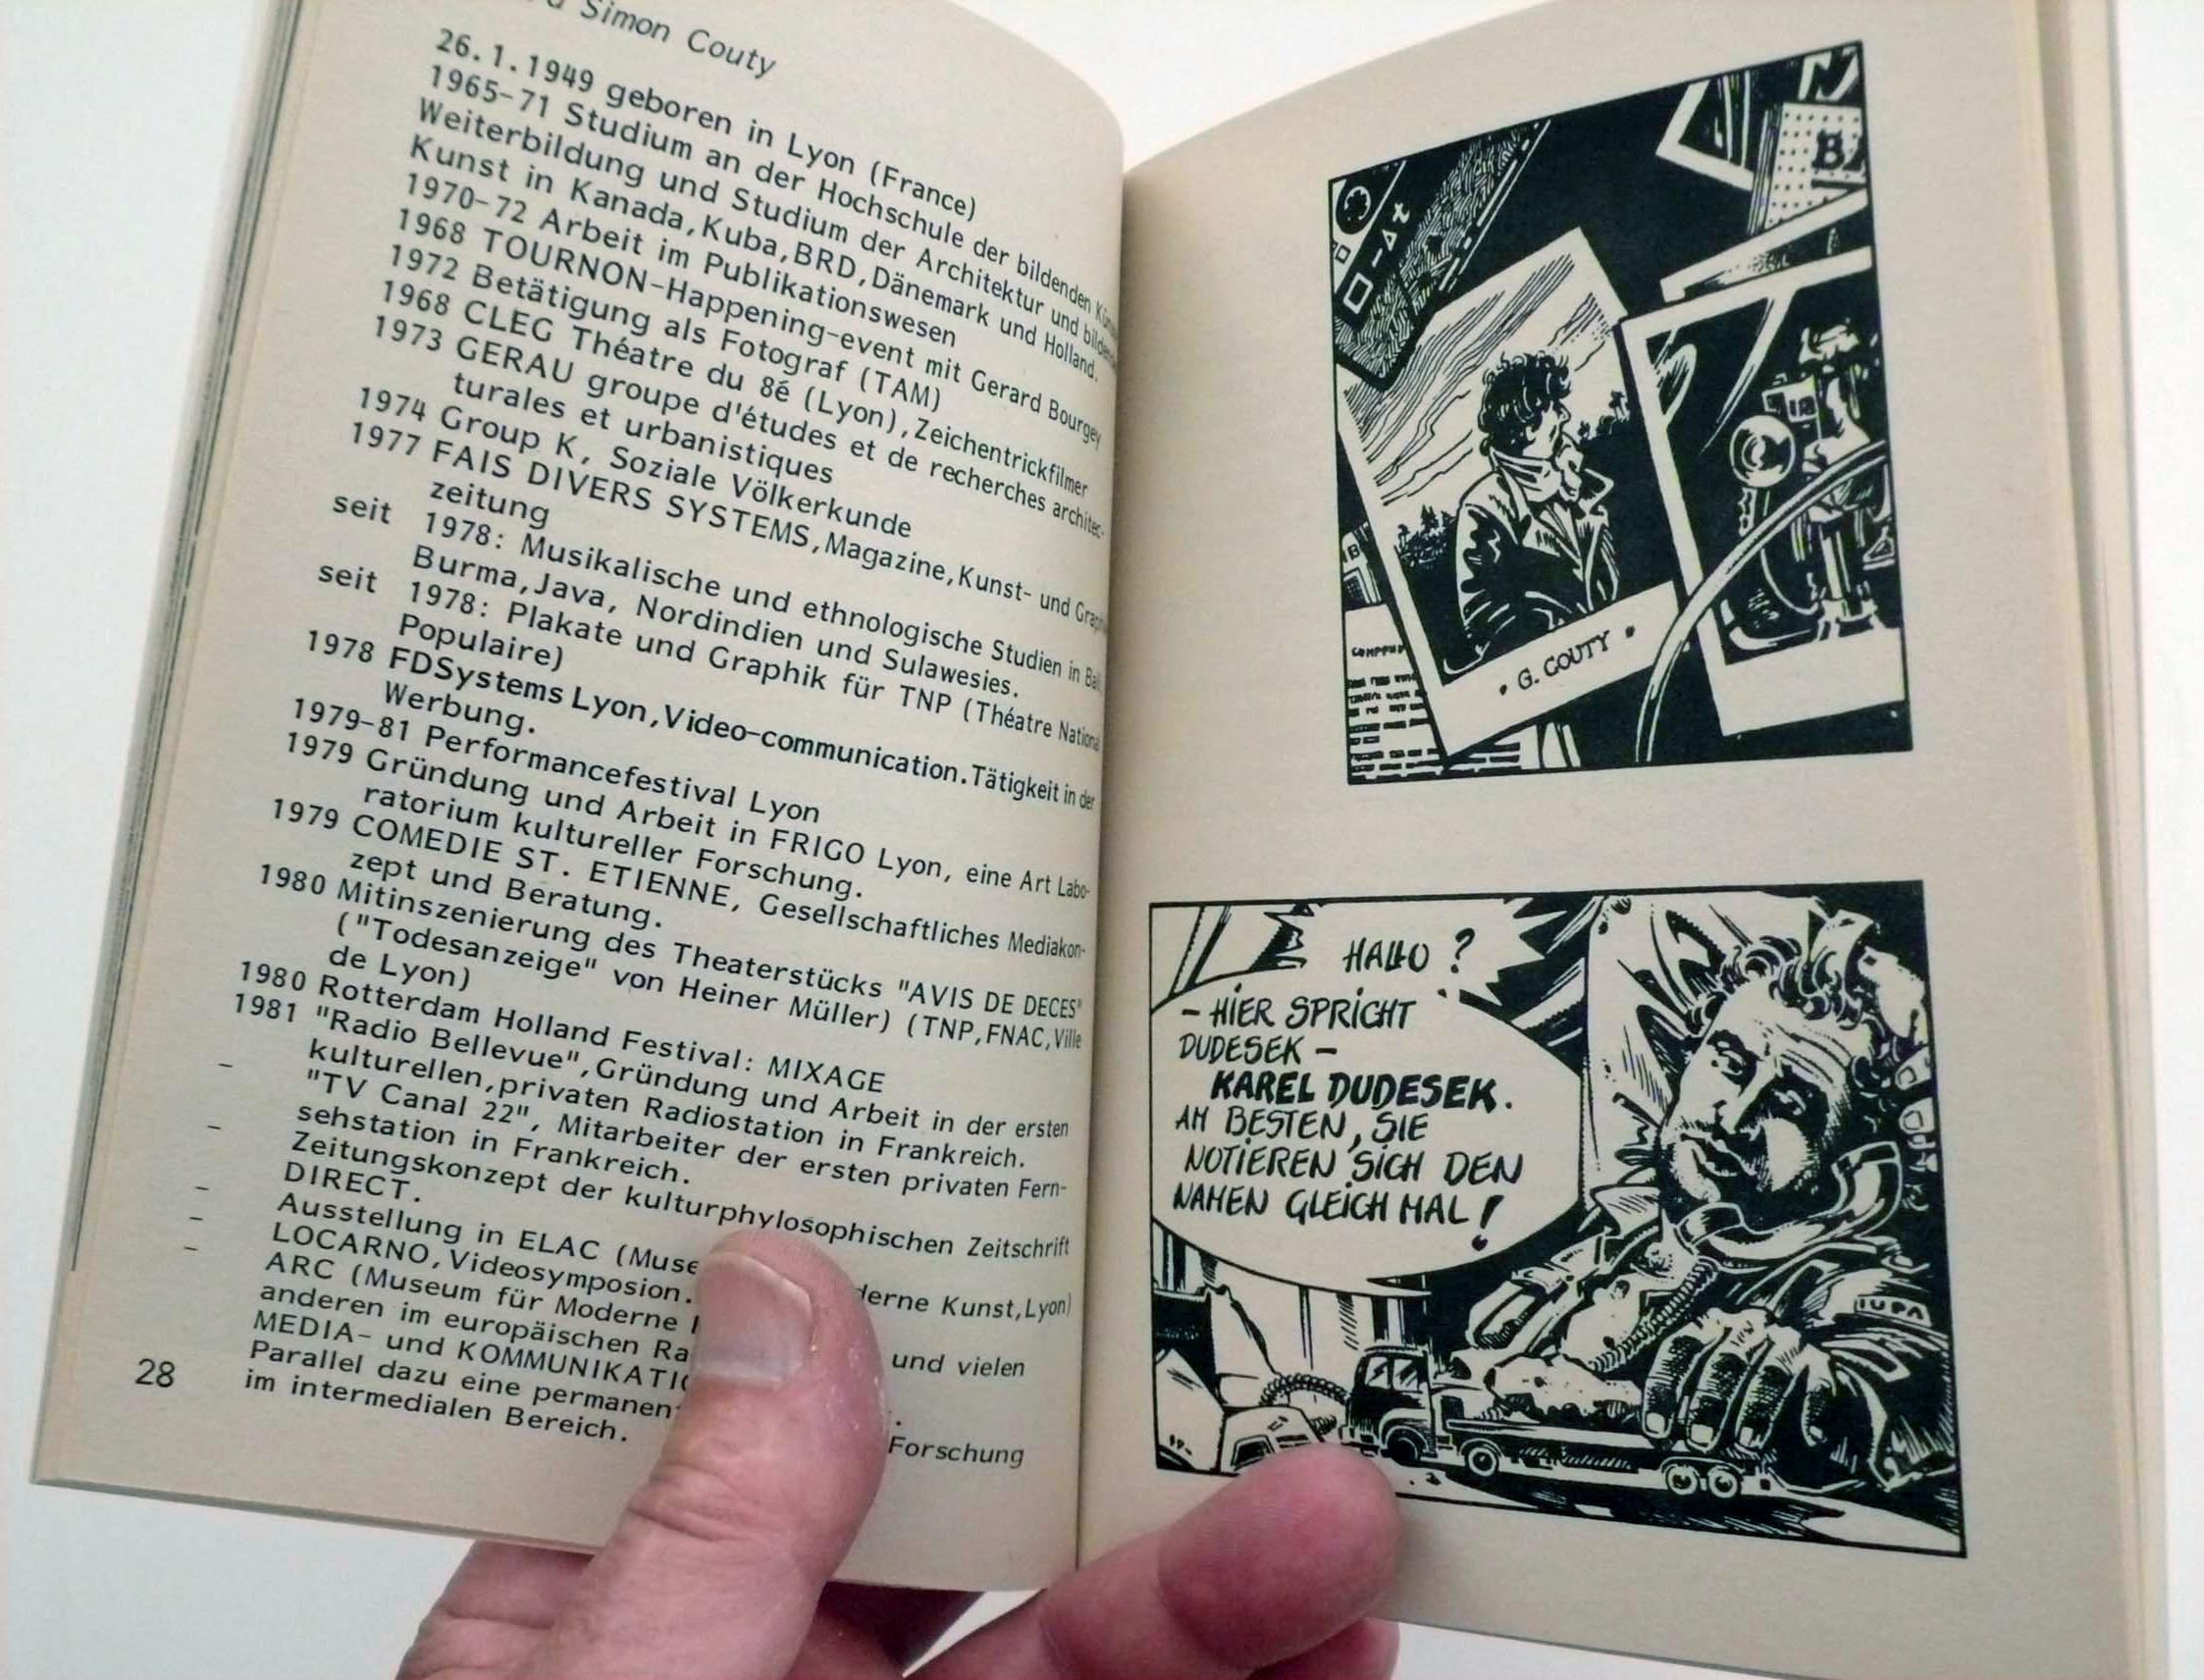 Simon Couty
26.1.1949 geboren in Lyon (France)
1965-71 Studium an der Hochschule der bildenden
Weiterbildung und Studium der Architektur und
Kunst in Kanada, Kuba, BRD, Dänemark und Holland.
1970-72 Arbeit im Publikationswesen
1968 TOURNON-Happening-event mit Gerard Bourgey
1972 Betätigung als Fotograf (TAM)
1968 CLEG Théatre du 8é (Lyon), Zeichentrickfilmer
1973 GERAU groupe d'études et de recherches architec-
turales et urbanistiques
1974 Group K, Soziale Völkerkunde
1977 FAIS DIVERS SYSTEMS, Magazine, Kunst- und
zeitung
seit 1978: Musikalische und ethnologische Studien in
Burma, Java, Nordindien und Sulawesies.
seit 1978: Plakate und Graphik für TNP (Théatre National
Populaire)
1978 FDSystems Lyon, Video-communication. Tätigkeit in der
Werbung.
1979-81 Performancefestival Lyon
1979 Gründung und Arbeit in FRIGO Lyon, eine Art Labo-
ratorium kultureller Forschung.
1979 COMEDIE ST. ETIENNE, Gesellschaftliches Mediakon-
zept und Beratung.
1980 Mitinszenierung des Theaterstücks "AVIS DE DECES"
("Todesanzeige" von Heiner Müller) (TNP, FNAC, Ville
de Lyon)
1980 Rotterdam Holland Festival: MIXAGE
1981 "Radio Bellevue", Gründung und Arbeit in der ersten
kulturellen, privaten Radiostation in Frankreich.
- "TV Canal 22", Mitarbeiter der ersten privaten Fern-
sehstation in Frankreich.
- Zeitungskonzept der kulturphylosophischen Zeitschrift
DIRECT.
- Ausstellung in ELAC Kunst, Lyon)
- LOCARNO, Videosymposion.
- ARC (Museum für Moderne und vielen
anderen im europäischen
MEDIA- und
Parallel dazu eine Forschung
im intermedialen Bereich.
28
• G. COUTY •
HALLO ?
- HIER SPRICHT
DUDESEK -
KAREL DUDESEK.
AM BESTEN, SIE
NOTIEREN SICH DEN
NAMEN GLEICH MAL!
IUPA